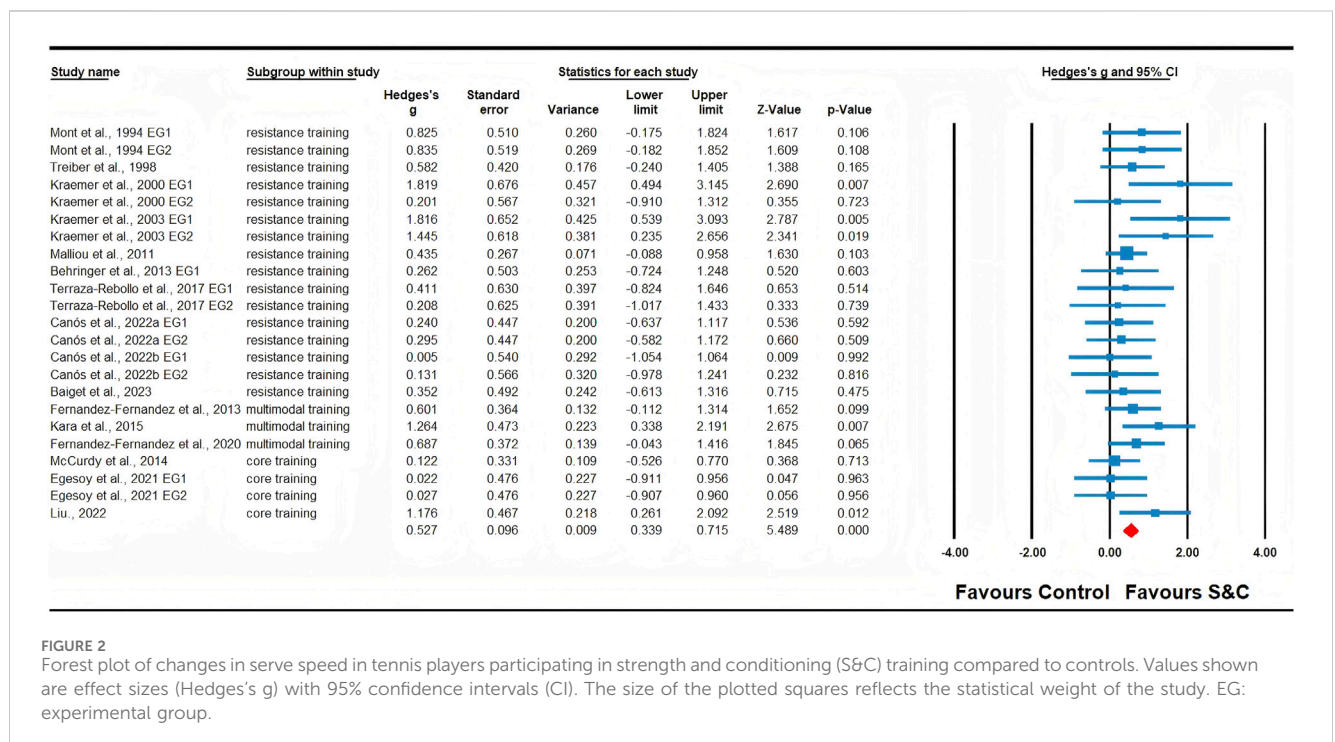 Study name Subgroup within study Statistics for each study Hedges's g and 95% CI
Hedges's g Standard error Variance Lower limit Upper limit Z-Value p-Value
Mont et al., 1994 EG1 resistance training 0.825 0.510 0.260 -0.175 1.824 1.617 0.106
Mont et al., 1994 EG2 resistance training 0.835 0.519 0.269 -0.182 1.852 1.609 0.108
Treiber et al., 1998 resistance training 0.582 0.420 0.176 -0.240 1.405 1.388 0.165
Kraemer et al., 2000 EG1 resistance training 1.819 0.676 0.457 0.494 3.145 2.690 0.007
Kraemer et al., 2000 EG2 resistance training 0.201 0.567 0.321 -0.910 1.312 0.355 0.723
Kraemer et al., 2003 EG1 resistance training 1.816 0.652 0.425 0.539 3.093 2.787 0.005
Kraemer et al., 2003 EG2 resistance training 1.445 0.618 0.381 0.235 2.656 2.341 0.019
Malliou et al., 2011 resistance training 0.435 0.267 0.071 -0.088 0.958 1.630 0.103
Behringer et al., 2013 EG1 resistance training 0.262 0.503 0.253 -0.724 1.248 0.520 0.603
Terraza-Rebollo et al., 2017 EG1 resistance training 0.411 0.630 0.397 -0.824 1.646 0.653 0.514
Terraza-Rebollo et al., 2017 EG2 resistance training 0.208 0.625 0.391 -1.017 1.433 0.333 0.739
Canós et al., 2022a EG1 resistance training 0.240 0.447 0.200 -0.637 1.117 0.536 0.592
Canós et al., 2022a EG2 resistance training 0.295 0.447 0.200 -0.582 1.172 0.660 0.509
Canós et al., 2022b EG1 resistance training 0.005 0.540 0.292 -1.054 1.064 0.009 0.992
Canós et al., 2022b EG2 resistance training 0.131 0.566 0.320 -0.978 1.241 0.232 0.816
Baiget et al., 2023 resistance training 0.352 0.492 0.242 -0.613 1.316 0.715 0.475
Fernandez-Fernandez et al., 2013 multimodal training 0.601 0.364 0.132 -0.112 1.314 1.652 0.099
Kara et al., 2015 multimodal training 1.264 0.473 0.223 0.338 2.191 2.675 0.007
Fernandez-Fernandez et al., 2020 multimodal training 0.687 0.372 0.139 -0.043 1.416 1.845 0.065
McCurdy et al., 2014 core training 0.122 0.331 0.109 -0.526 0.770 0.368 0.713
Egesoy et al., 2021 EG1 core training 0.022 0.476 0.227 -0.911 0.956 0.047 0.963
Egesoy et al., 2021 EG2 core training 0.027 0.476 0.227 -0.907 0.960 0.056 0.956
Liu., 2022 core training 1.176 0.467 0.218 0.261 2.092 2.519 0.012
0.527 0.096 0.009 0.339 0.715 5.489 0.000
-4.00 -2.00 0.00 2.00 4.00
Favours Control Favours S&C
FIGURE 2
Forest plot of changes in serve speed in tennis players participating in strength and conditioning (S&C) training compared to controls. Values shown
are effect sizes (Hedges's g) with 95% confidence intervals (CI). The size of the plotted squares reflects the statistical weight of the study. EG:
experimental group.